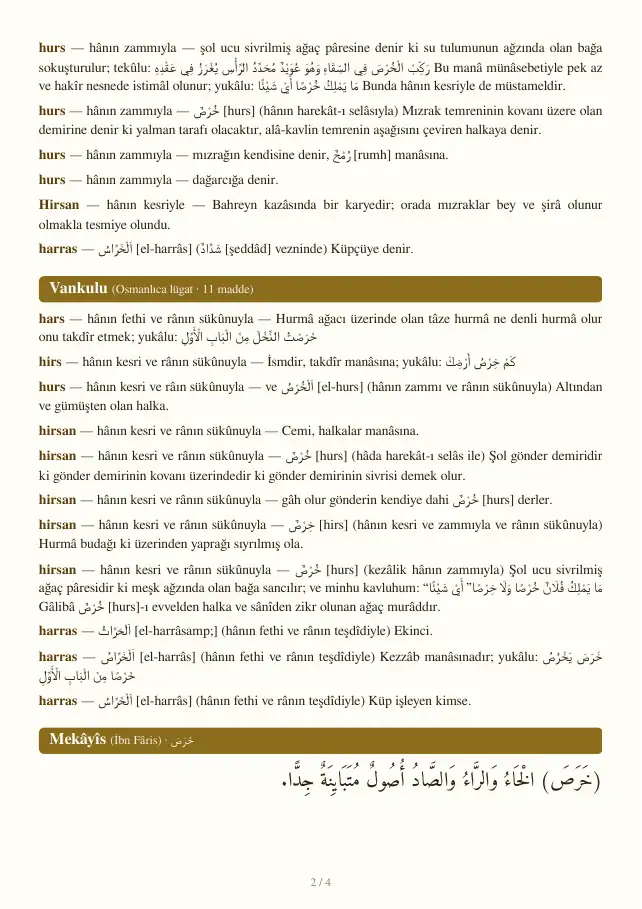 hurs — hânın zammıyla — şol ucu sivrilmiş ağaç pâresine denir ki su tulumunun ağzında olan bağa
sokuşturulur; tekûlu: رَكِّبِ الْخُرْصَ فِي السِّقَاءِ وَهُوَ عُوَيْدٌ مُحَدَّدُ الرَّأْسِ يُغْرَزُ فِي عَقْدِهِ Bu manâ münâsebetiyle pek az
ve hakîr nesnede istimâl olunur; yukâlu: مَا يَمْلِكُ خُرْصًا أَيْ شَيْئًا Bunda hânın kesriyle de müstameldir.
hurs — hânın zammıyla — خُرْصٌ [hurs] (hânın harekât-ı selâsıyla) Mızrak temreninin kovanı üzere olan
demirine denir ki yalman tarafı olacaktır, alâ-kavlin temrenin aşağısını çeviren halkaya denir.
hurs — hânın zammıyla — mızrağın kendisine denir, رُمْحٌ [rumh] manâsına.
hurs — hânın zammıyla — dağarcığa denir.
Hirsan — hânın kesriyle — Bahreyn kazâsında bir karyedir; orada mızraklar bey ve şirâ olunur
olmakla tesmiye olundu.
harras — اَلْخَرَّاسُ [el-harrâs] (شَدَّادٌ [şeddâd] vezninde) Küpçüye denir.
Vankulu (Osmanlıca lügat · 11 madde)
hars — hânın fethi ve rânın sükûnuyla — Hurmâ ağacı üzerinde olan tâze hurmâ ne denli hurmâ olur
onu takdîr etmek; yukâlu: خَرَصْتُ النَّخْلَ مِنَ الْبَابِ الْأَوَّلِ
hirs — hânın kesri ve rânın sükûnuyla — İsmdir, takdîr manâsına; yukâlu: كَمْ خِرْصُ أَرْضِكَ
hurs — hânın kesri ve râın sükûnuyla — ve اَلْخُرْصُ [el-hurs] (hânın zammı ve rânın sükûnuyla) Altından
ve gümüşten olan halka.
hirsan — hânın kesri ve rânın sükûnuyla — Cemi, halkalar manâsına.
hirsan — hânın kesri ve rânın sükûnuyla — خُرْصٌ [hurs] (hâda harekât-ı selâs ile) Şol gönder demiridir
ki gönder demirinin kovanı üzerindedir ki gönder demirinin sivrisi demek olur.
hirsan — hânın kesri ve rânın sükûnuyla — gâh olur gönderin kendiye dahi خُرْصٌ [hurs] derler.
hirsan — hânın kesri ve rânın sükûnuyla — خِرْصٌ [hirs] (hânın kesri ve zammıyla ve rânın sükûnuyla)
Hurmâ budağı ki üzerinden yaprağı sıyrılmış ola.
hirsan — hânın kesri ve rânın sükûnuyla — خُرْصٌ [hurs] (kezâlik hânın zammıyla) Şol ucu sivrilmiş
ağaç pâresidir ki meşk ağzında olan bağa sancılır; ve minhu kavluhum: “مَا يَمْلِكُ فُلَانٌ خُرْصًا وَلَا خِرْصًا” أَيْ شَيْئًا
Gâlibâ خُرْصٌ [hurs]-ı evvelden halka ve sânîden zikr olunan ağaç murâddır.
harras — اَلْحَرَّاثُ [el-harrâsamp;] (hânın fethi ve rânın teşdîdiyle) Ekinci.
harras — اَلْخَرَّاصُ [el-harrâs] (hânın fethi ve rânın teşdîdiyle) Kezzâb manâsınadır; yukâlu: خَرَصَ يَخْرُصُ
خَرْصًا مِنَ الْبَابِ الْأَوَّلِ
harras — اَلْخَرَّاسُ [el-harrâs] (hânın fethi ve rânın teşdîdiyle) Küp işleyen kimse.
Mekâyîs (İbn Fâris) · خَرَصَ
(خَرَصَ) الْخَاءُ وَالرَّاءُ وَالصَّادُ أُصُولٌ مُتَبَايِنَةٌ جِدًّا.
2 / 4